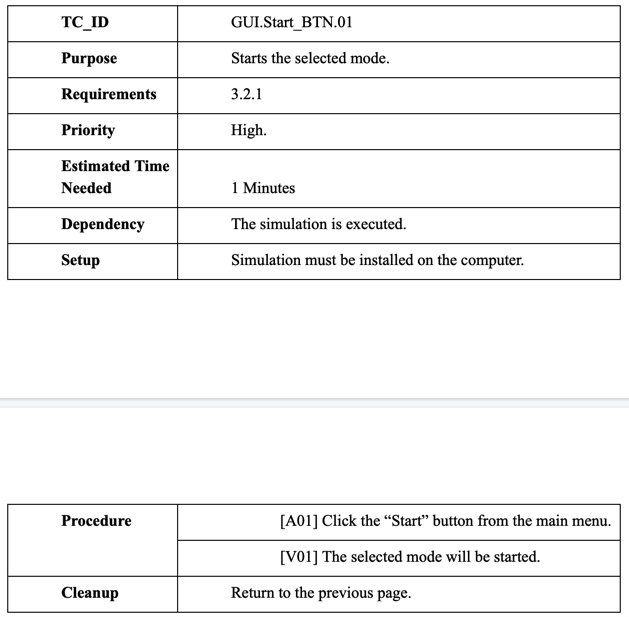 TC_ID
GUI.Start_BTN.01
Purpose
Starts the selected mode.
Requirements
3.2.1
Priority
High.
Estimated Time
Needed
1 Minutes
Dependency
The simulation is executed.
Setup
Simulation must be installed on the computer.
Procedure
[A01] Click the “Start” button from the main menu.
[V01] The selected mode will be started.
Cleanup
Return to the previous page.